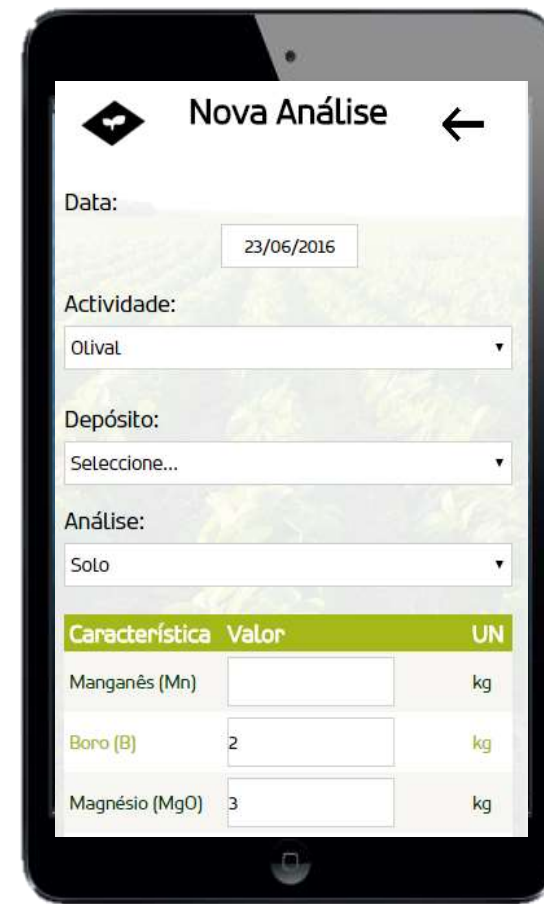 Nova Análise
Data:
23/06/2016
Actividade:
Olival
Depósito:
Seleccione...
Análise:
Solo
Característica Valor UN
Manganês (Mn) kg
Boro (B) 2 kg
Magnésio (MgO) 3 kg